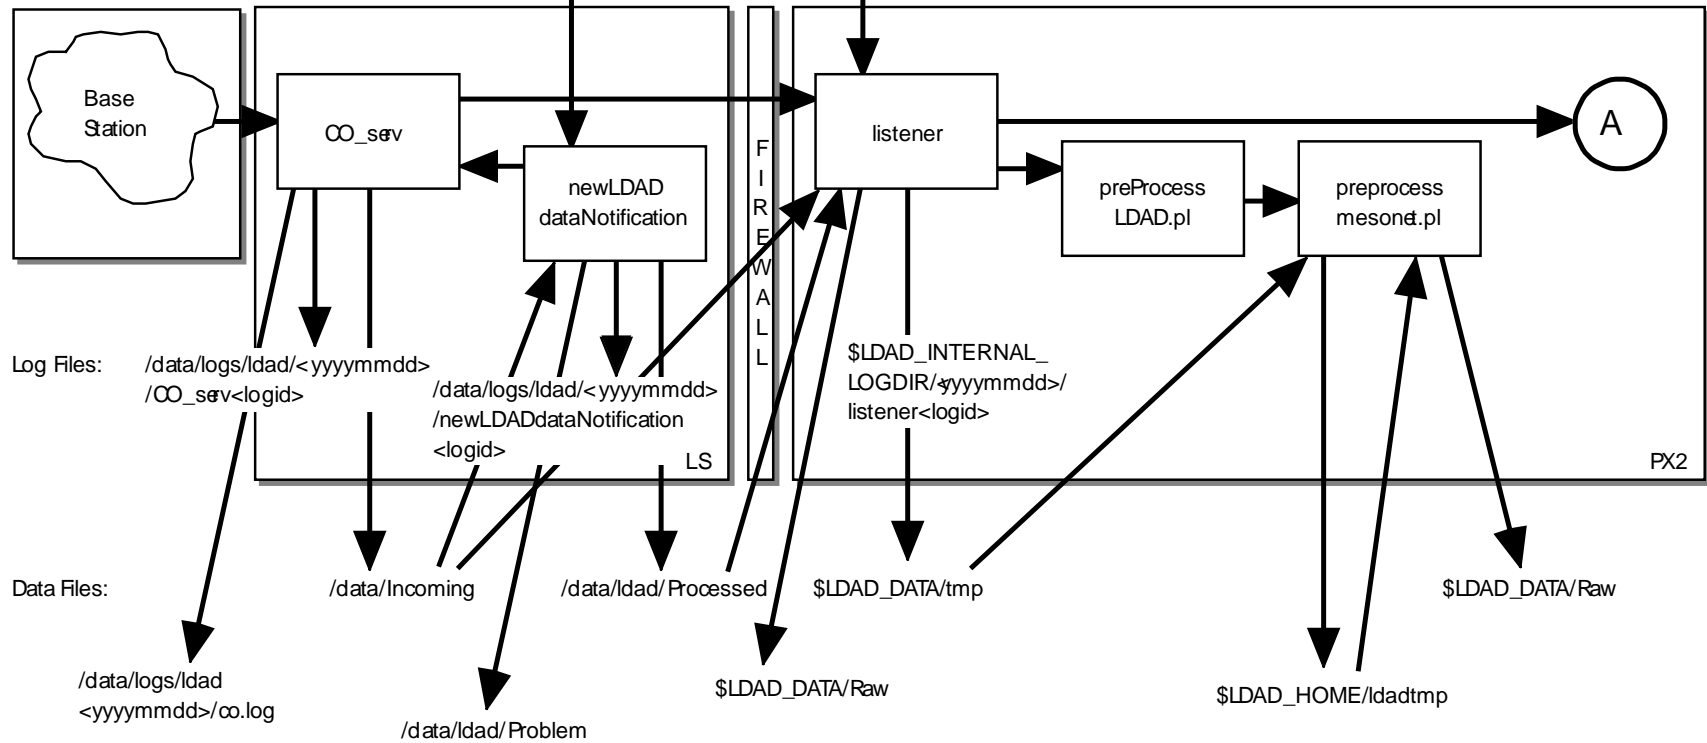 Base
Station
CO_serv
newLDAD
dataNotification
F
I
R
E
W
A
L
L
listener
preProcess
LDAD.pl
preprocess
mesonet.pl
A
Log Files:
/data/logs/ldad/<yyyymmdd>
/CO_serv<logid>
/data/logs/ldad/<yyyymmdd>
/newLDADdataNotification
<logid>
$LDAD_INTERNAL_
LOGDIR/<yyyymmdd>/
listener<logid>
LS
PX2
Data Files:
/data/Incoming
/data/ldad/Processed
$LDAD_DATA/tmp
$LDAD_DATA/Raw
/data/logs/ldad
<yyyymmdd>/co.log
/data/ldad/Problem
$LDAD_DATA/Raw
$LDAD_HOME/ldadtmp